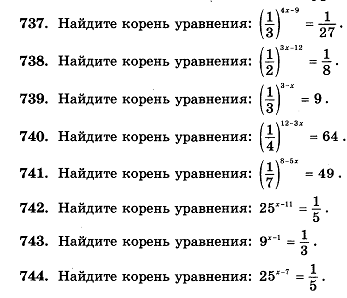 737. Найдите корень уравнения: (1/3)^(4x−9) = 1/27.
738. Найдите корень уравнения: (1/2)^(3x−12) = 1/8.
739. Найдите корень уравнения: (1/3)^(3−x) = 9.
740. Найдите корень уравнения: (1/4)^(12−3x) = 64.
741. Найдите корень уравнения: (1/7)^(8−5x) = 49.
742. Найдите корень уравнения: 25^(x−11) = 1/5.
743. Найдите корень уравнения: 9^(x−1) = 1/3.
744. Найдите корень уравнения: 25^(x−7) = 1/5.